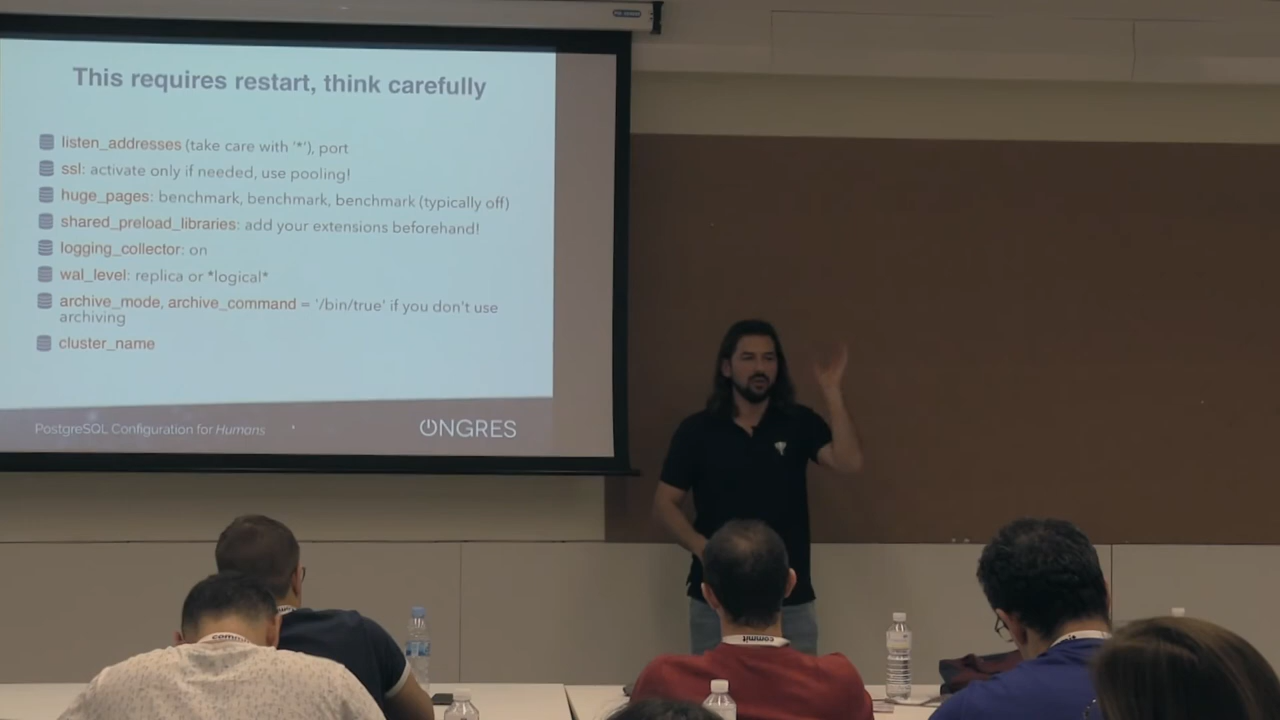 This requires restart, think carefully
listen_addresses (take care with '*'), port
ssl: activate only if needed, use pooling!
huge_pages: benchmark, benchmark, benchmark (typically off)
shared_preload_libraries: add your extensions beforehand!
logging_collector: on
wal_level: replica or *logical*
archive_mode, archive_command = '/bin/true' if you don't use
archiving
cluster_name
PostgreSQL Configuration for Humans
ONGRES
commit